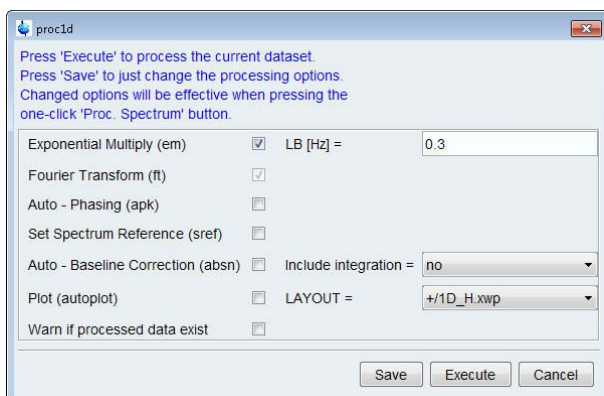 proc1d
Press 'Execute' to process the current dataset.
Press 'Save' to just change the processing options.
Changed options will be effective when pressing the
one-click 'Proc. Spectrum' button.
Exponential Multiply (em) LB [Hz] = 0.3
Fourier Transform (ft)
Auto - Phasing (apk)
Set Spectrum Reference (sref)
Auto - Baseline Correction (absn) Include integration = no
Plot (autoplot) LAYOUT = +/1D_H.xwp
Warn if processed data exist
Save Execute Cancel